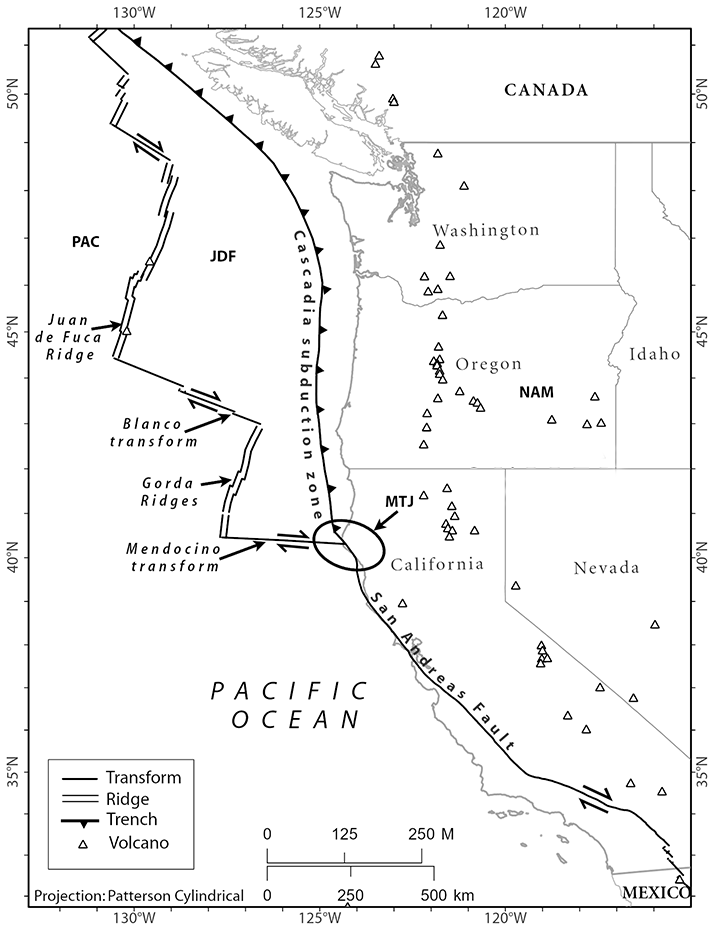 130°W 125°W 120°W
50°N 50°N
CANADA
Washington
PAC
JDF
Cascadia subduction zone
45°N 45°N
Juan
de Fuca
Ridge
Idaho
Oregon
NAM
Blanco
transform
Gorda
Ridges
MTJ
40°N 40°N
Mendocino
transform
California
Nevada
San Andreas Fault
PACIFIC
OCEAN
35°N 35°N
Transform
Ridge
Trench
Volcano
0 125 250 M
0 250 500 km
Projection: Patterson Cylindrical
MEXICO
130°W 125°W 120°W